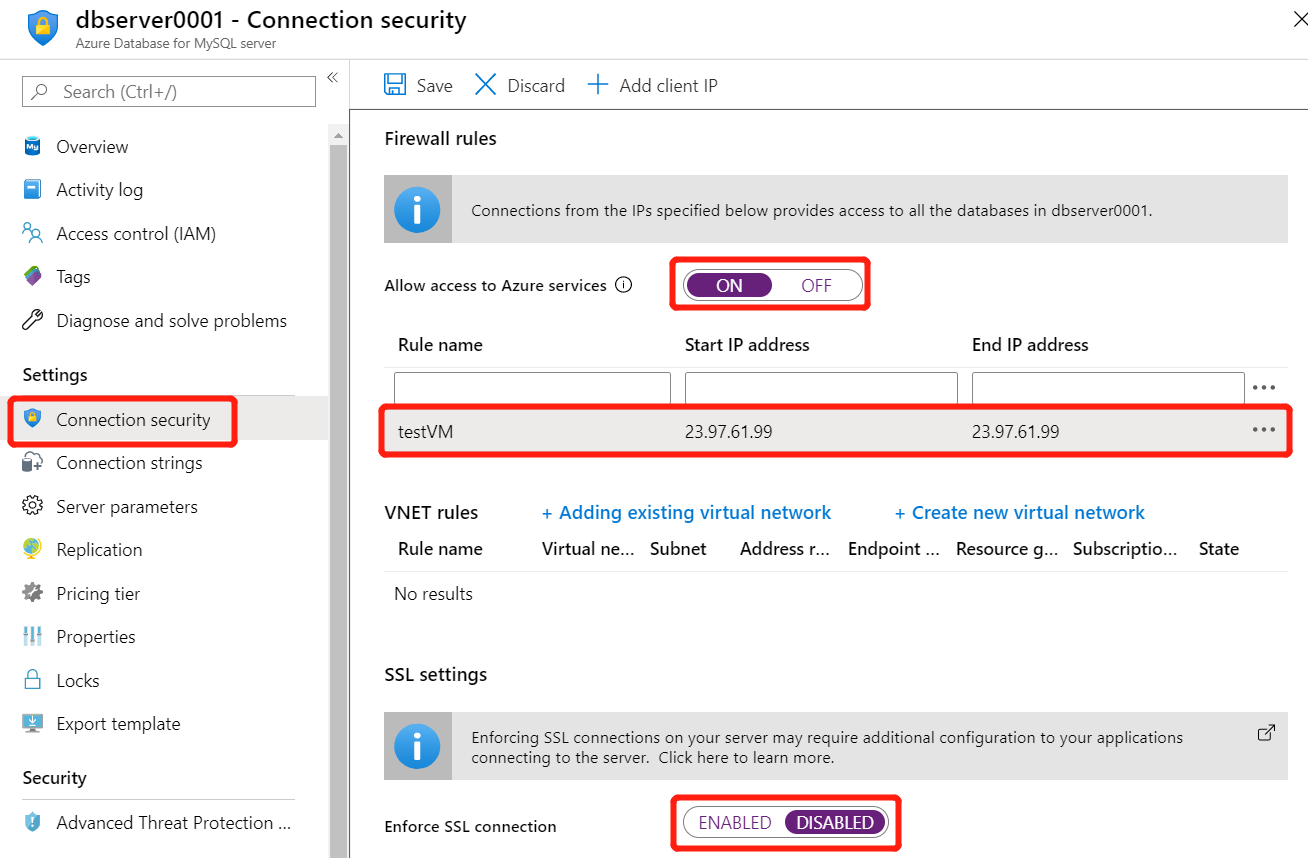 dbserver0001 - Connection security
Azure Database for MySQL server
Search (Ctrl+/)
Overview
Activity log
Access control (IAM)
Tags
Diagnose and solve problems
Settings
Connection security
Connection strings
Server parameters
Replication
Pricing tier
Properties
Locks
Export template
Security
Advanced Threat Protection ...
Save Discard Add client IP
Firewall rules
Connections from the IPs specified below provides access to all the databases in dbserver0001.
Allow access to Azure services ON OFF
Rule name Start IP address End IP address
testVM 23.97.61.99 23.97.61.99
VNET rules + Adding existing virtual network + Create new virtual network
Rule name Virtual ne... Subnet Address r... Endpoint ... Resource g... Subscriptio... State
No results
SSL settings
Enforcing SSL connections on your server may require additional configuration to your applications
connecting to the server. Click here to learn more.
Enforce SSL connection ENABLED DISABLED